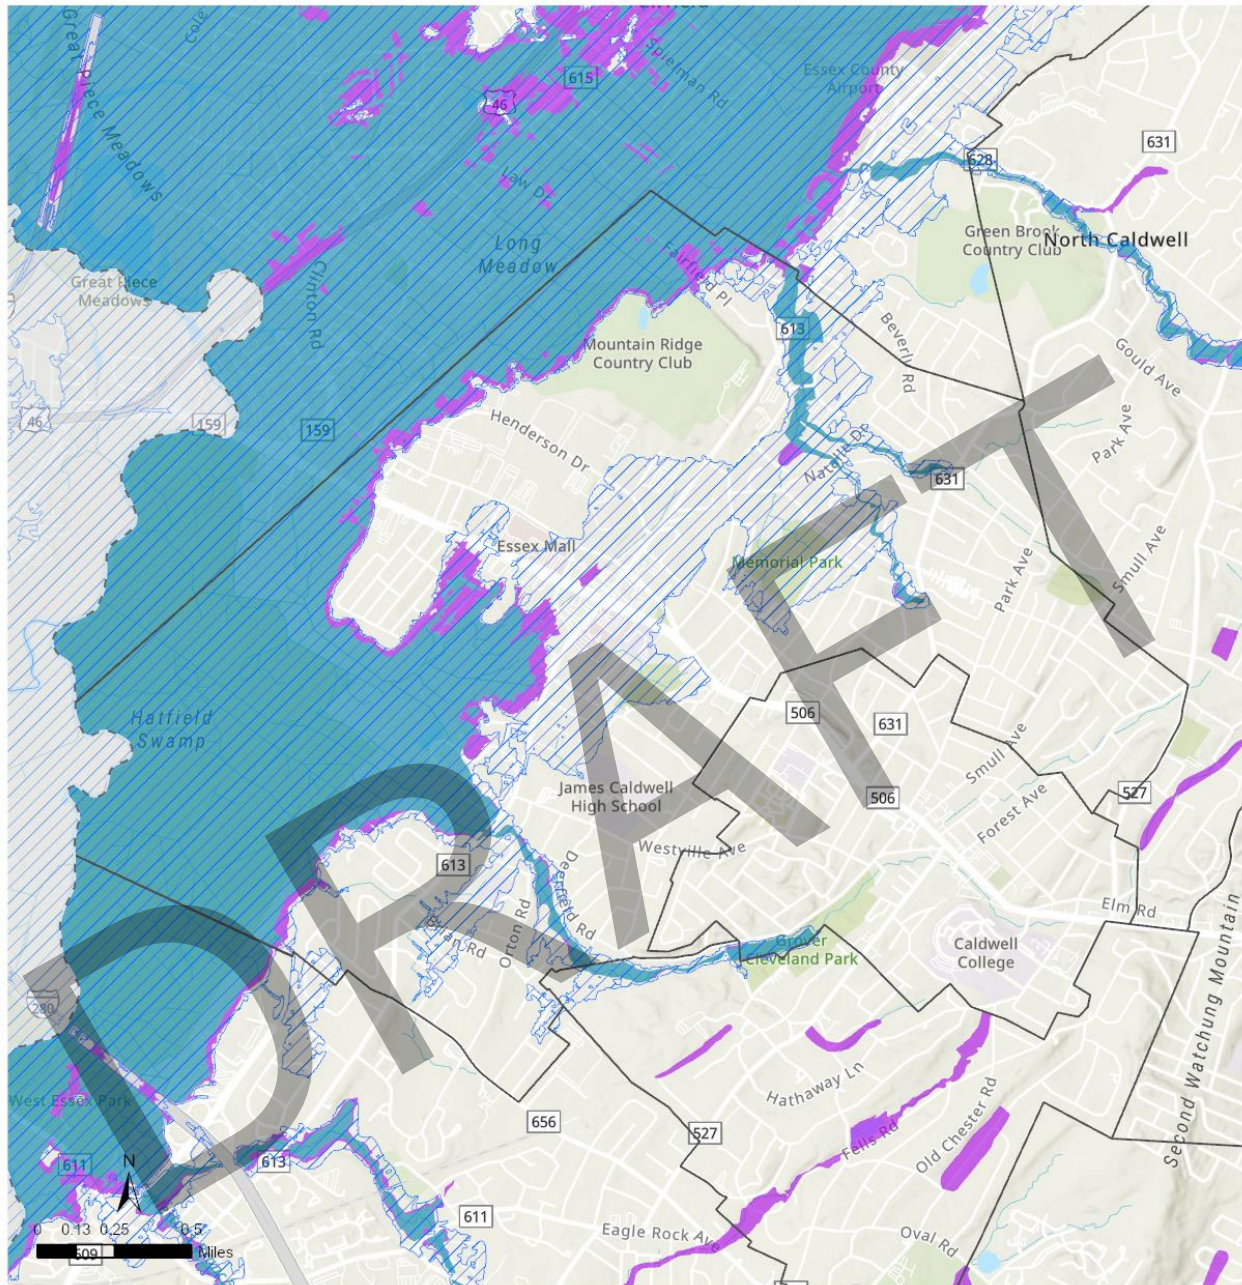 Great Piece Meadows
Cole
Spielman Rd
615
46
Essex County
Airport
631
628
Law Dr
Long
Meadow
Green Brook
Country Club
North Caldwell
Great Piece
Meadows
Clinton Rd
Fairfield Pl
613
Mountain Ridge
Country Club
Beverly Rd
Gould Ave
46
159
159
Henderson Dr
Park Ave
Natalie Dr
631
Essex Mall
Memorial Park
Park Ave
Smull Ave
Hatfield
Swamp
506
631
Smull Ave
James Caldwell
High School
506
527
Forest Ave
Westville Ave
613
Deerfield Rd
Orton Rd
Elm Rd
Grover
Cleveland Park
Caldwell
College
280
Second Watchung Mountain
West Essex Park
Hathaway Ln
656
527
Fells Rd
Old Chester Rd
611
613
N
611
Eagle Rock Ave
Oval Rd
0 0.13 0.25 0.5
Miles
609
527
DRAFT